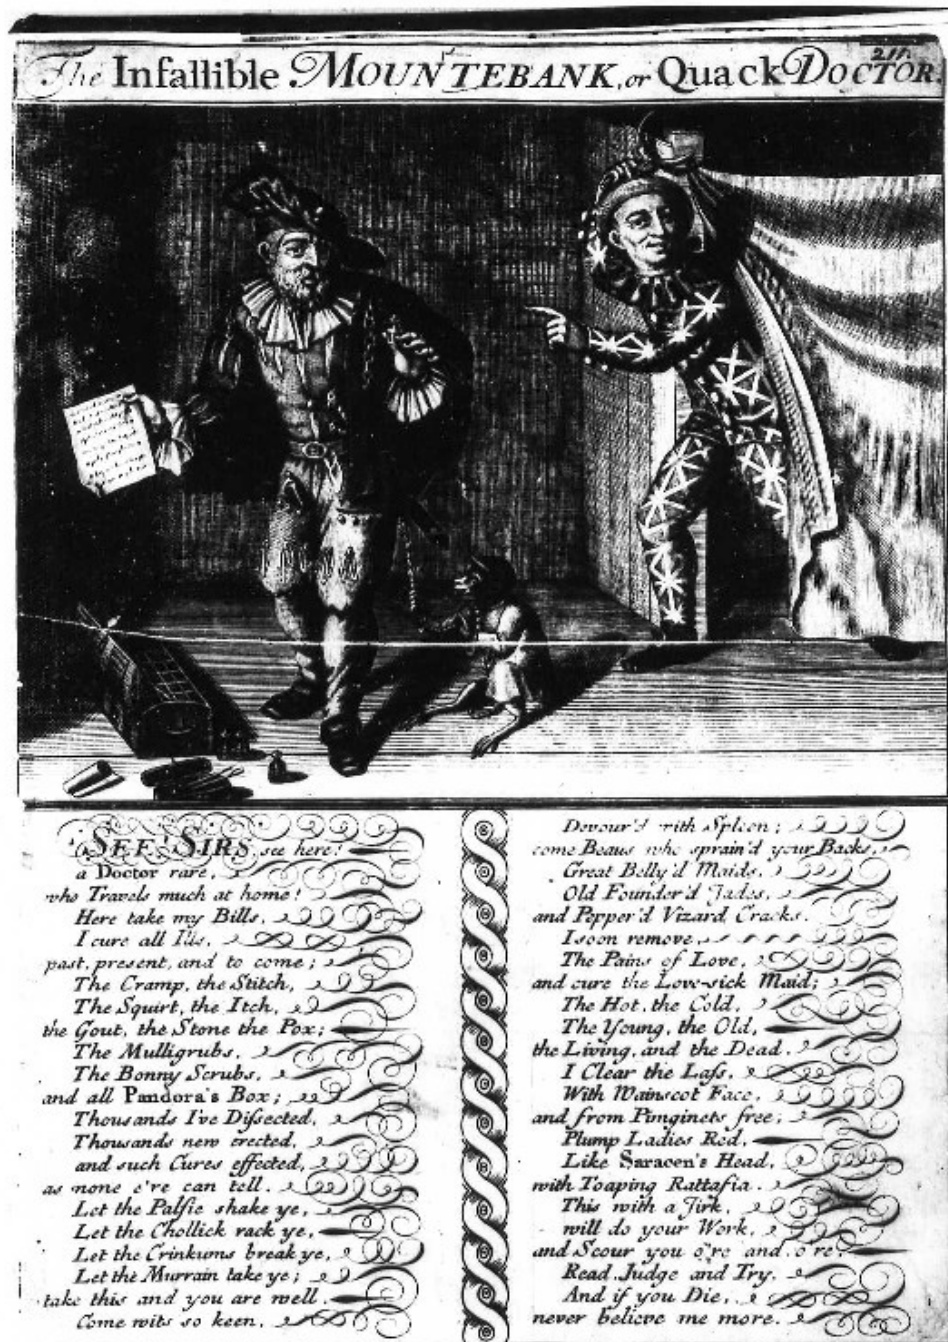 The Infallible MOUNTEBANK, or Quack DOCTOR.
SEE SIRS, see here!
a Doctor rare,
who Travels much at home!
Here take my Bills,
I cure all Ills,
past, present, and to come;
The Cramp, the Stitch,
The Squirt, the Itch,
the Gout, the Stone the Pox;
The Mulligrubs,
The Bonny Scrubs,
and all Pandora's Box;
Thousands I've Dissected,
Thousands new erected,
and such Cures effected,
as none e're can tell.
Let the Palsie shake ye,
Let the Chollick rack ye,
Let the Crinkums break ye,
Let the Murrain take ye;
take this and you are well.
Come wits so keen,
Devour'd with Spleen;
come Beaus who sprain'd your Backs,
Great Belly'd Maids,
Old Founder'd Jades,
and Pepper'd Vizard Cracks.
I soon remove,
The Pains of Love,
and cure the Love-sick Maid;
The Hot, the Cold,
The Young, the Old,
the Living, and the Dead.
I Clear the Lass,
With Wainscot Face,
and from Pimginets free,
Plump Ladies Red,
Like Saracen's Head,
with Toaping Rattafia.
This with a Jirk,
will do your Work,
and Scour you o're and o're,
Read Judge and Try,
And if you Die,
never believe me more.